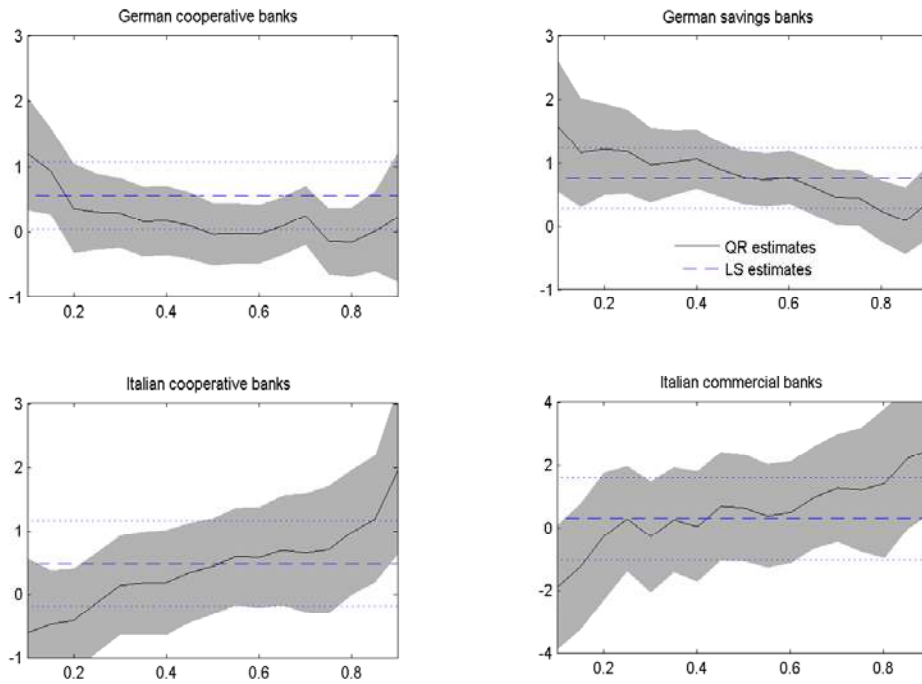 German cooperative banks
3
2
1
0
-1
0.2 0.4 0.6 0.8
German savings banks
3
2
1
0
-1
QR estimates
LS estimates
0.2 0.4 0.6 0.8
Italian cooperative banks
3
2
1
0
-1
0.2 0.4 0.6 0.8
Italian commercial banks
4
2
0
-2
-4
0.2 0.4 0.6 0.8